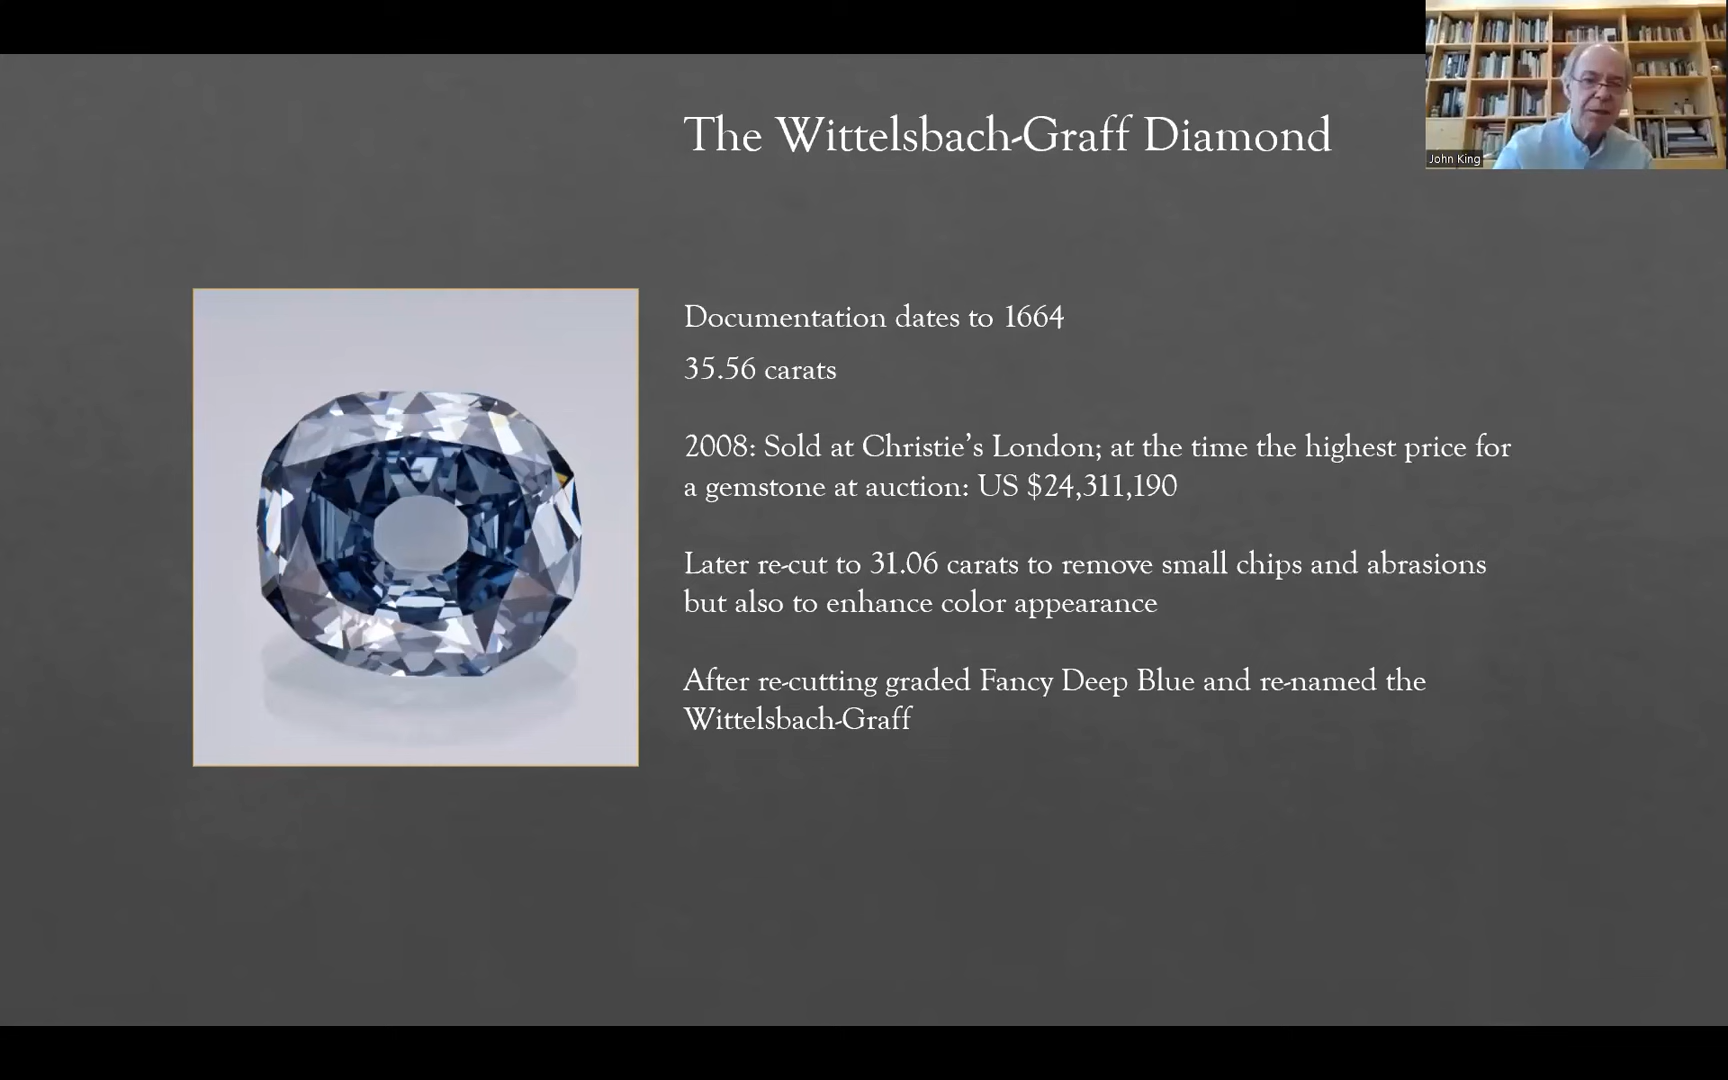 The Wittelsbach-Graff Diamond
John King
Documentation dates to 1664
35.56 carats
2008: Sold at Christie's London; at the time the highest price for
a gemstone at auction: US $24,311,190
Later re-cut to 31.06 carats to remove small chips and abrasions
but also to enhance color appearance
After re-cutting graded Fancy Deep Blue and re-named the
Wittelsbach-Graff